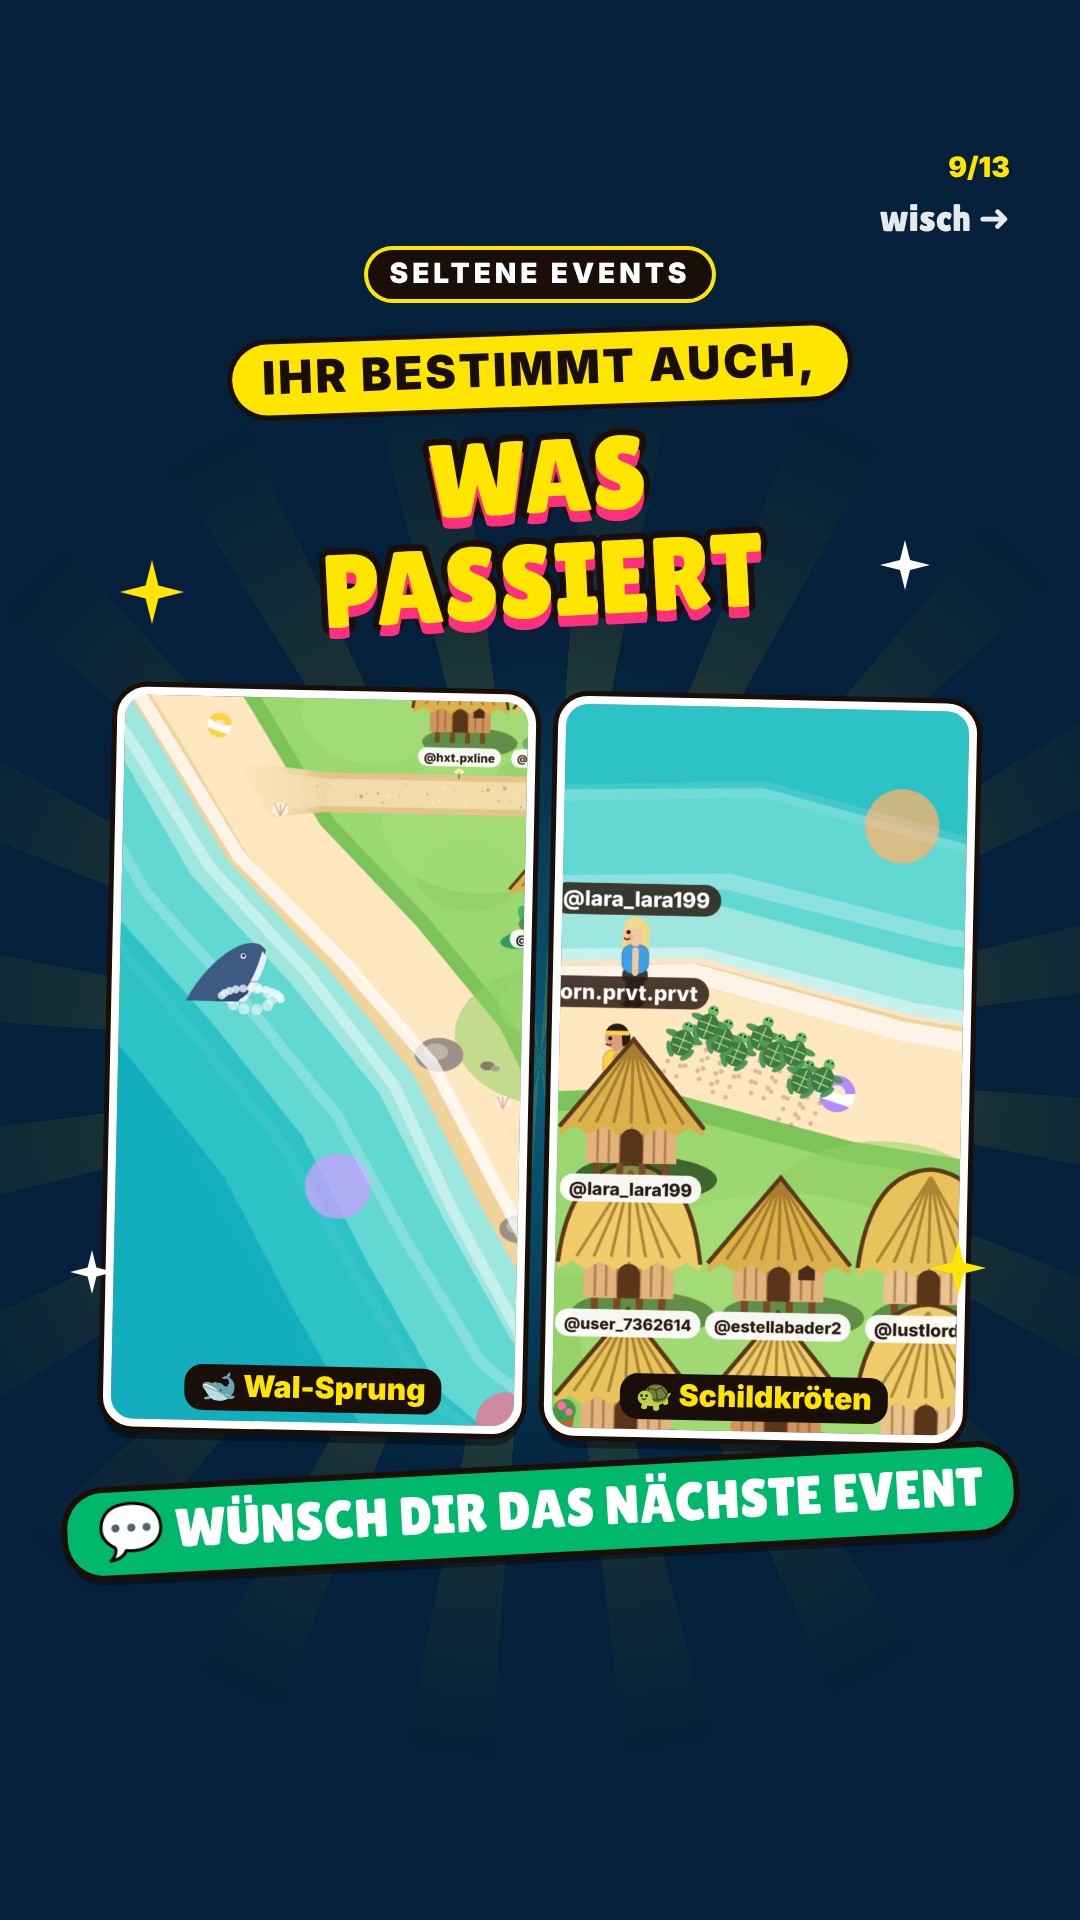 9/13
wisch →
SELTENE EVENTS
IHR BESTIMMT AUCH,
WAS
PASSIERT
@hxt.pxline
@lara_lara199
orn.prvt.prvt
@lara_lara199
@user_7362614
@estellabader2
@lustlord
🐋 Wal-Sprung
🐢 Schildkröten
💬 WÜNSCH DIR DAS NÄCHSTE EVENT